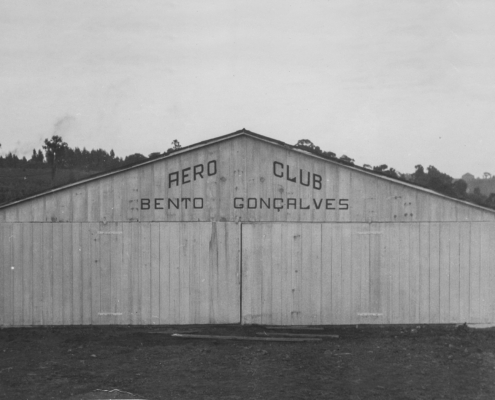 AERO CLUB
BENTO GONÇALVES